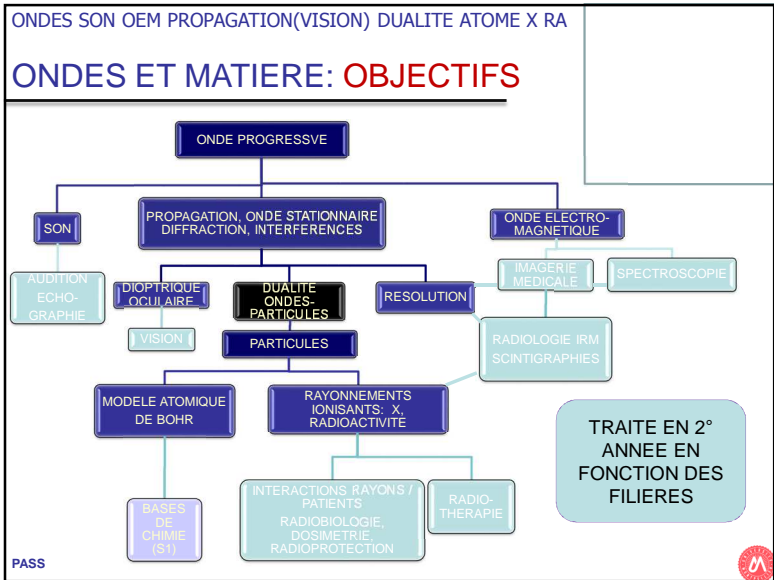 ONDES SON OEM PROPAGATION(VISION) DUALITE ATOME X RA
ONDES ET MATIERE: OBJECTIFS
ONDE PROGRESSVE
SON
PROPAGATION, ONDE STATIONNAIRE
DIFFRACTION, INTERFERENCES
ONDE ELECTRO-
MAGNETIQUE
AUDITION
ECHO-
GRAPHIE
DIOPTRIQUE
OCULAIRE
DUALITE
ONDES-
PARTICULES
RESOLUTION
IMAGERIE
MEDICALE
SPECTROSCOPIE
VISION
PARTICULES
RADIOLOGIE IRM
SCINTIGRAPHIES
MODELE ATOMIQUE
DE BOHR
RAYONNEMENTS
IONISANTS: X,
RADIOACTIVITE
TRAITE EN 2°
ANNEE EN
FONCTION DES
FILIERES
BASES
DE
CHIMIE
(S1)
INTERACTIONS RAYONS /
PATIENTS
RADIOBIOLOGIE,
DOSIMETRIE,
RADIOPROTECTION
RADIO-
THERAPIE
PASS